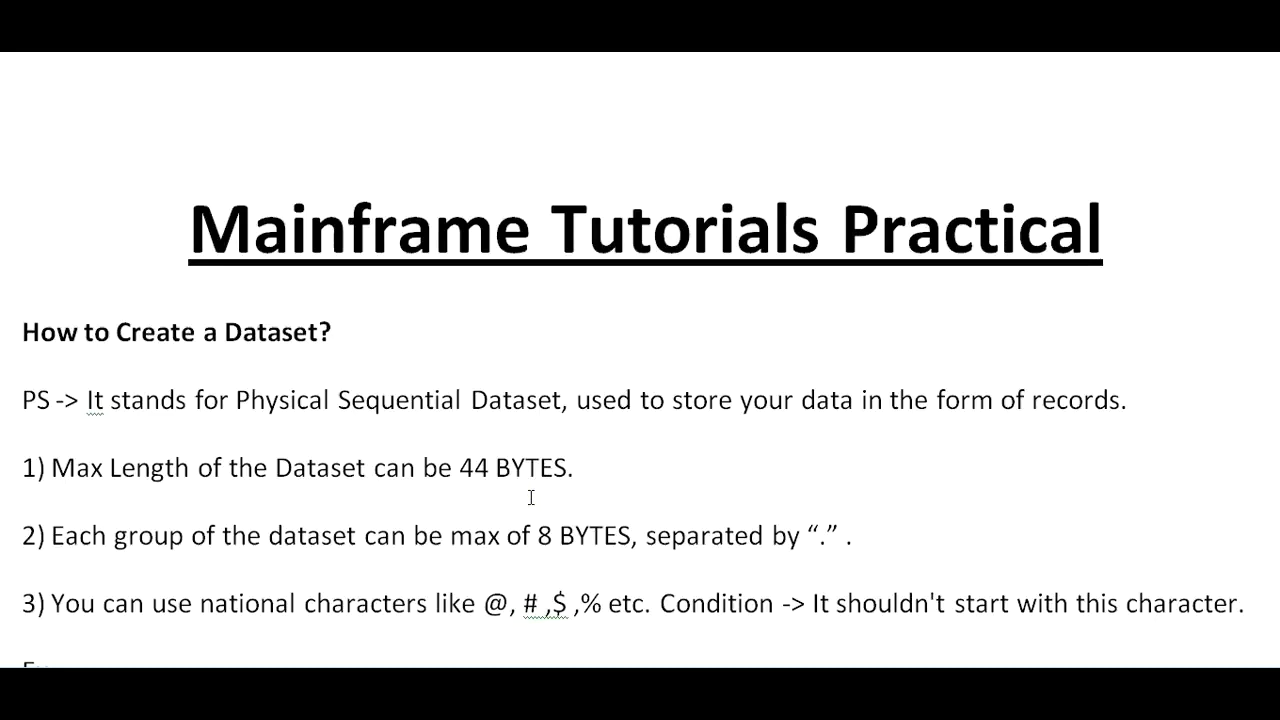 Mainframe Tutorials Practical
How to Create a Dataset?
PS -> It stands for Physical Sequential Dataset, used to store your data in the form of records.
1) Max Length of the Dataset can be 44 BYTES.
2) Each group of the dataset can be max of 8 BYTES, separated by “.” .
3) You can use national characters like @, # ,$ ,% etc. Condition -> It shouldn't start with this character.